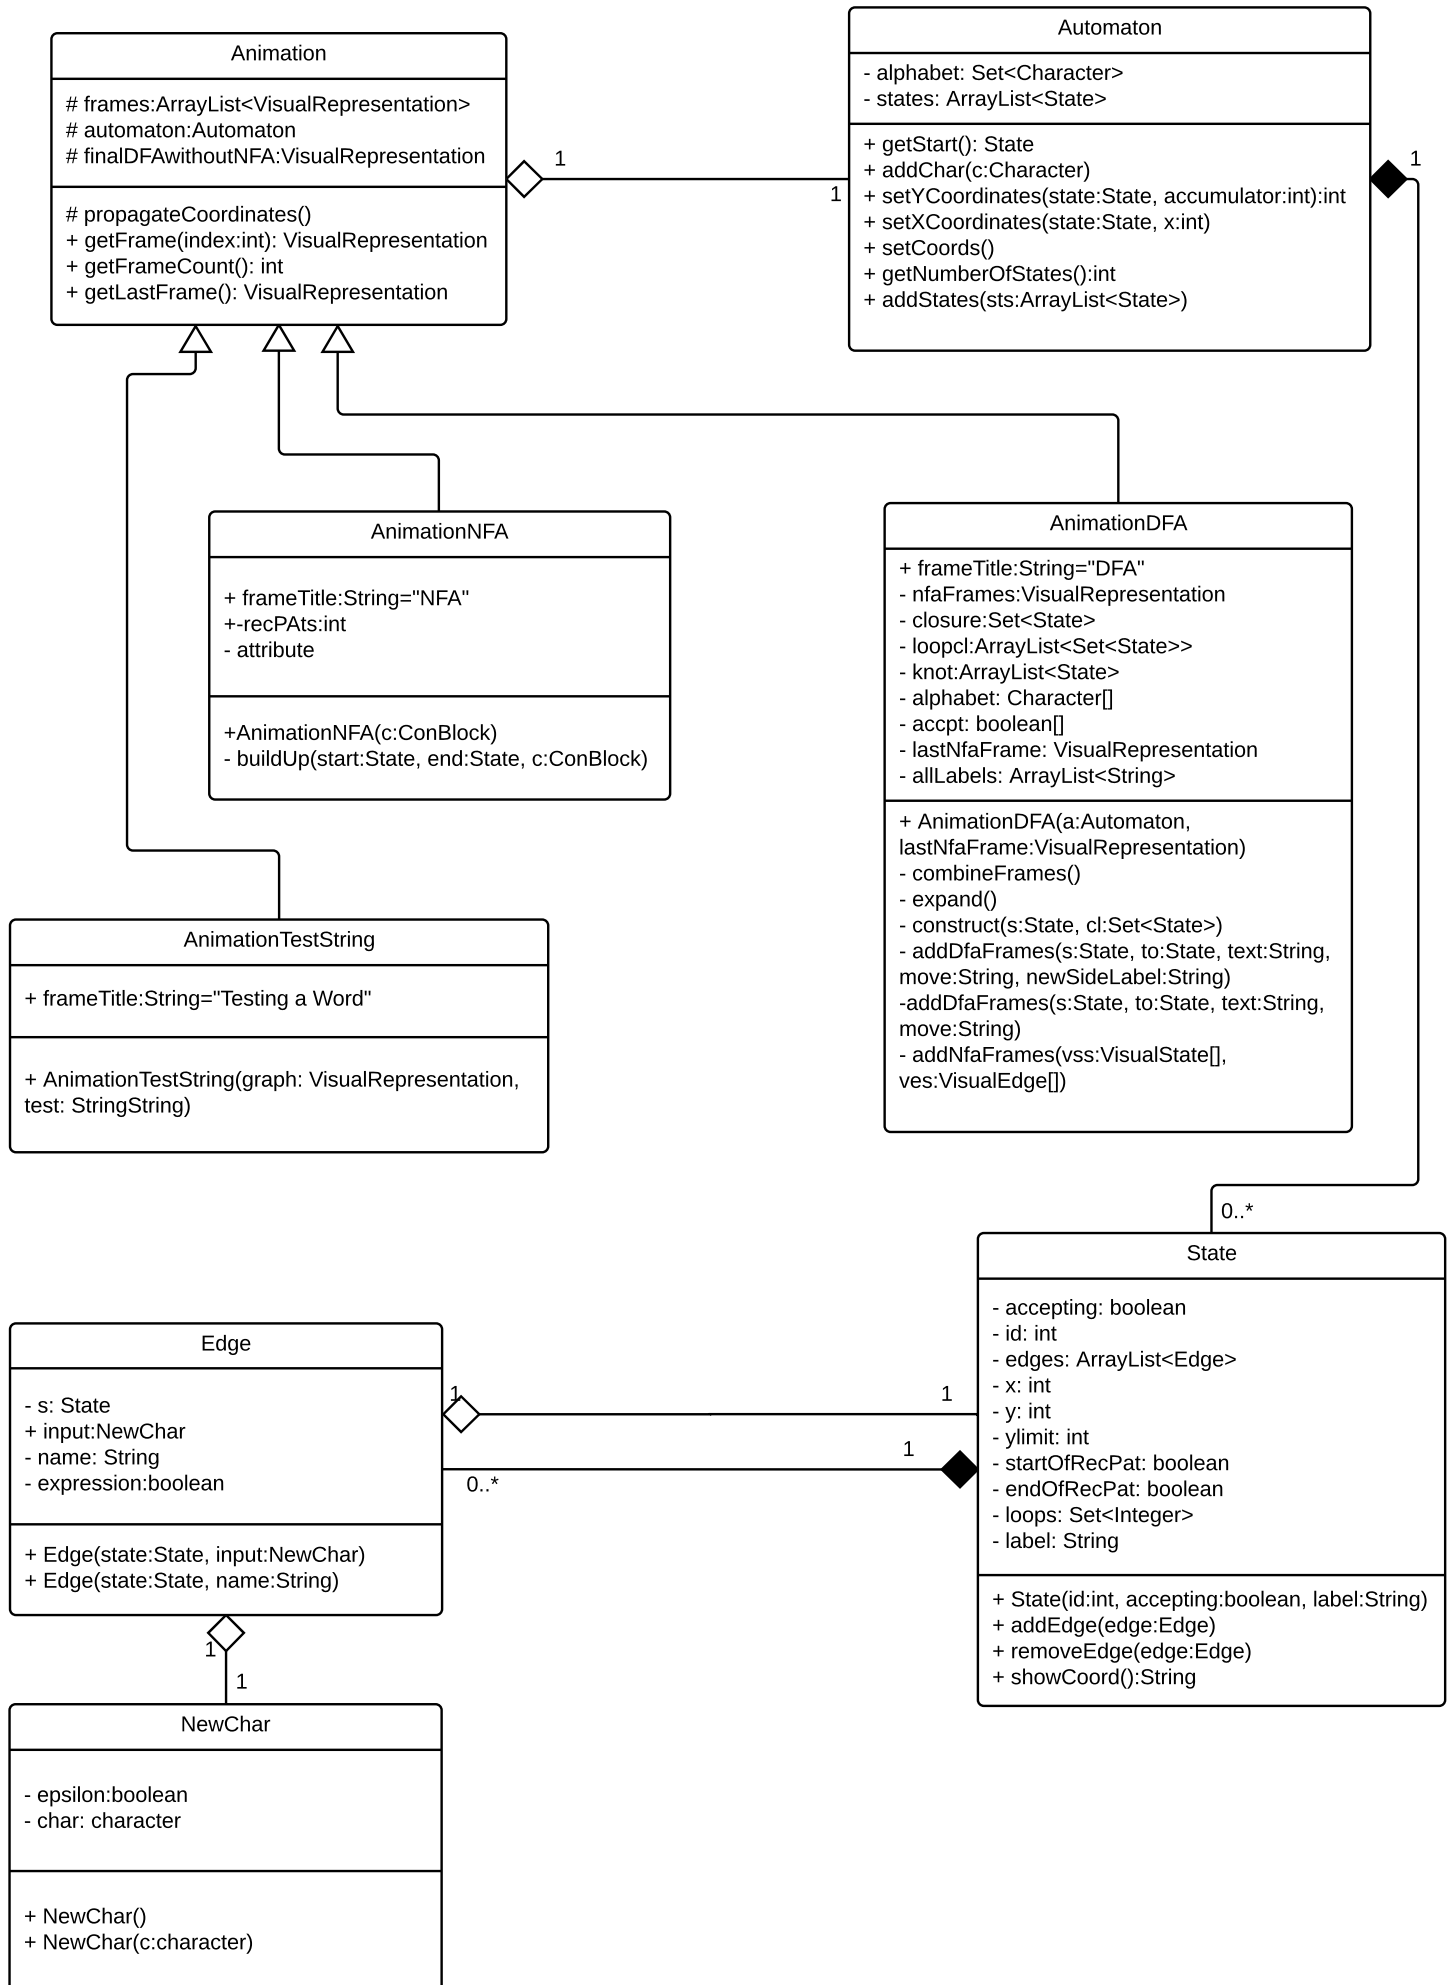 Animation
# frames:ArrayList<VisualRepresentation>
# automaton:Automaton
# finalDFAwithoutNFA:VisualRepresentation
# propagateCoordinates()
+ getFrame(index:int): VisualRepresentation
+ getFrameCount(): int
+ getLastFrame(): VisualRepresentation
1
1
Automaton
- alphabet: Set<Character>
- states: ArrayList<State>
+ getStart(): State
+ addChar(c:Character)
+ setYCoordinates(state:State, accumulator:int):int
+ setXCoordinates(state:State, x:int)
+ setCoords()
+ getNumberOfStates():int
+ addStates(sts:ArrayList<State>)
1
AnimationNFA
+ frameTitle:String="NFA"
+-recPAts:int
- attribute
+AnimationNFA(c:ConBlock)
- buildUp(start:State, end:State, c:ConBlock)
AnimationDFA
+ frameTitle:String="DFA"
- nfaFrames:VisualRepresentation
- closure:Set<State>
- loopcl:ArrayList<Set<State>>
- knot:ArrayList<State>
- alphabet: Character[]
- accpt: boolean[]
- lastNfaFrame: VisualRepresentation
- allLabels: ArrayList<String>
+ AnimationDFA(a:Automaton,
lastNfaFrame:VisualRepresentation)
- combineFrames()
- expand()
- construct(s:State, cl:Set<State>)
- addDfaFrames(s:State, to:State, text:String,
move:String, newSideLabel:String)
-addDfaFrames(s:State, to:State, text:String,
move:String)
- addNfaFrames(vss:VisualState[],
ves:VisualEdge[])
AnimationTestString
+ frameTitle:String="Testing a Word"
+ AnimationTestString(graph: VisualRepresentation,
test: StringString)
0..*
State
- accepting: boolean
- id: int
- edges: ArrayList<Edge>
- x: int
- y: int
- ylimit: int
- startOfRecPat: boolean
- endOfRecPat: boolean
- loops: Set<Integer>
- label: String
+ State(id:int, accepting:boolean, label:String)
+ addEdge(edge:Edge)
+ removeEdge(edge:Edge)
+ showCoord():String
Edge
- s: State
+ input:NewChar
- name: String
- expression:boolean
+ Edge(state:State, input:NewChar)
+ Edge(state:State, name:String)
1
1
1
0..*
1
1
NewChar
- epsilon:boolean
- char: character
+ NewChar()
+ NewChar(c:character)